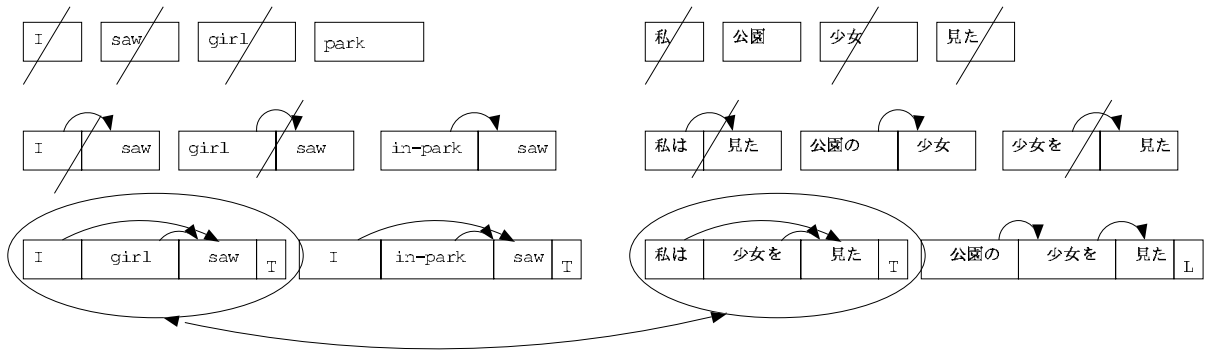 I saw girl park 私 公園 少女 見た
I saw girl saw in-park saw 私は 見た 公園の 少女 少女を 見た
I girl saw T I in-park saw T 私は 少女を 見た T 公園の 少女を 見た L